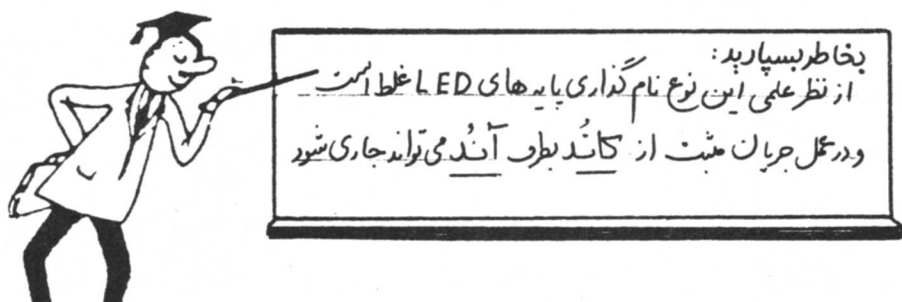 بخاطر بسپارید:
از نظر علمی این نوع نام گذاری پایه های LED غلط است
و در عمل جریان مثبت از کاتُد بطرف آنُد می تواند جاری شود